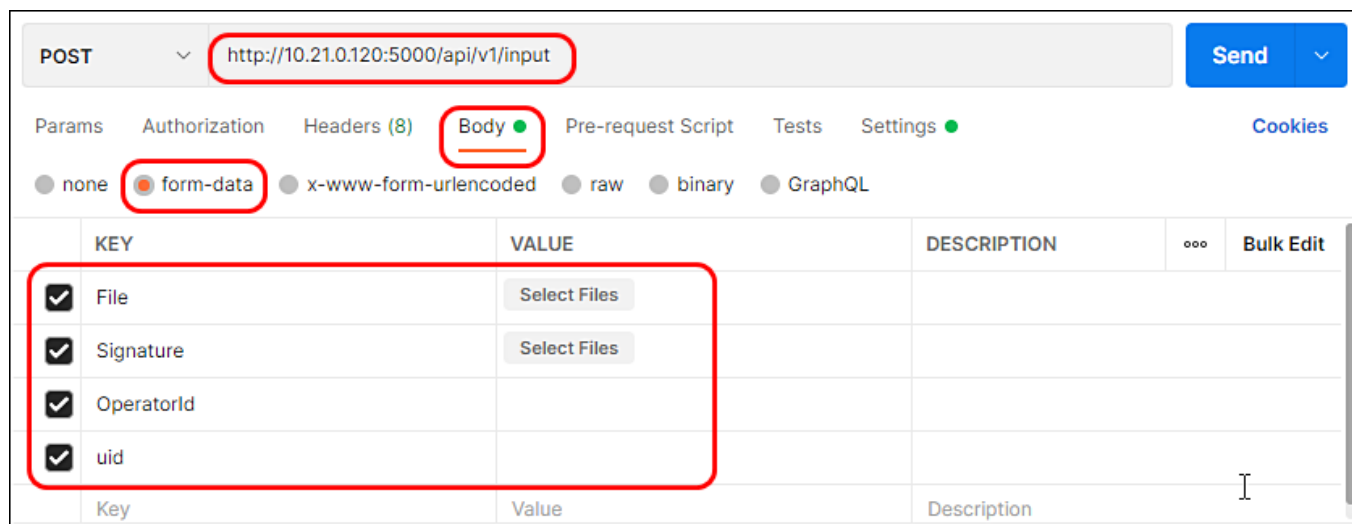 POST http://10.21.0.120:5000/api/v1/input Send
Params Authorization Headers (8) Body Pre-request Script Tests Settings Cookies
none form-data x-www-form-urlencoded raw binary GraphQL
KEY VALUE DESCRIPTION ooo Bulk Edit
File Select Files
Signature Select Files
OperatorId
uid
Key Value Description